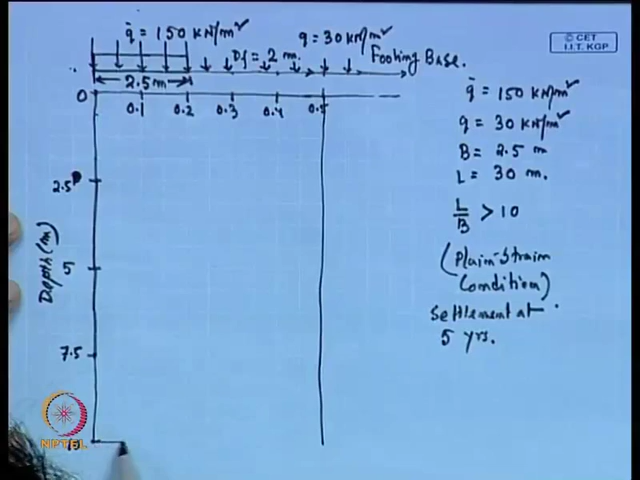 q̄ = 150 KN/m²
q = 30 KN/m²
© CET
I.I.T. KGP
Df = 2 m.
Footing Base.
2.5 m
0
0.1 0.2 0.3 0.4 0.5
2.5
5
7.5
Depth (m)
q̄ = 150 KN/m²
q = 30 KN/m²
B = 2.5 m
L = 30 m.
L/B > 10
(Plain-Strain
Condition)
Settlement at
5 yrs.
NPTEL